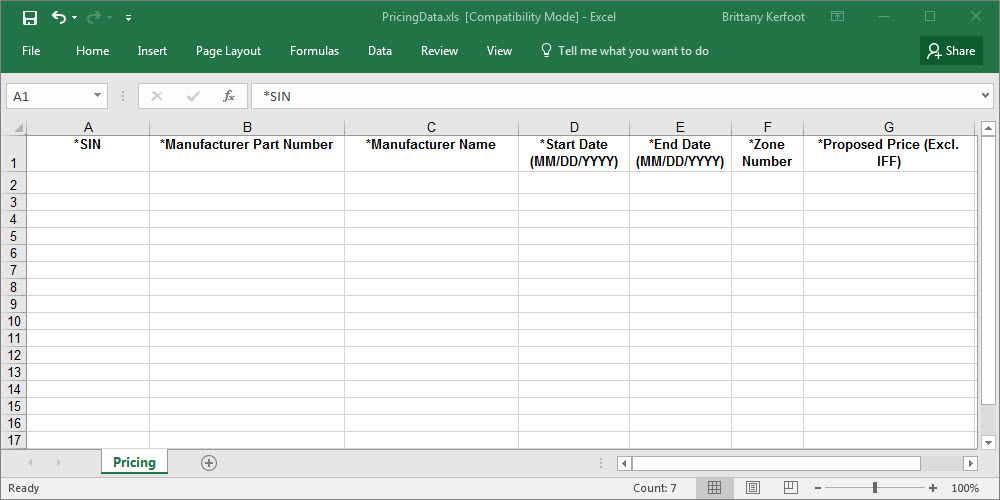 PricingData.xls [Compatibility Mode] - Excel
Brittany Kerfoot
File Home Insert Page Layout Formulas Data Review View Tell me what you want to do Share
A1 fx *SIN
A B C D E F G
1 *SIN *Manufacturer Part Number *Manufacturer Name *Start Date *End Date *Zone *Proposed Price (Excl.
(MM/DD/YYYY) (MM/DD/YYYY) Number IFF)
2
3
4
5
6
7
8
9
10
11
12
13
14
15
16
17
Pricing
Ready Count: 7 100%